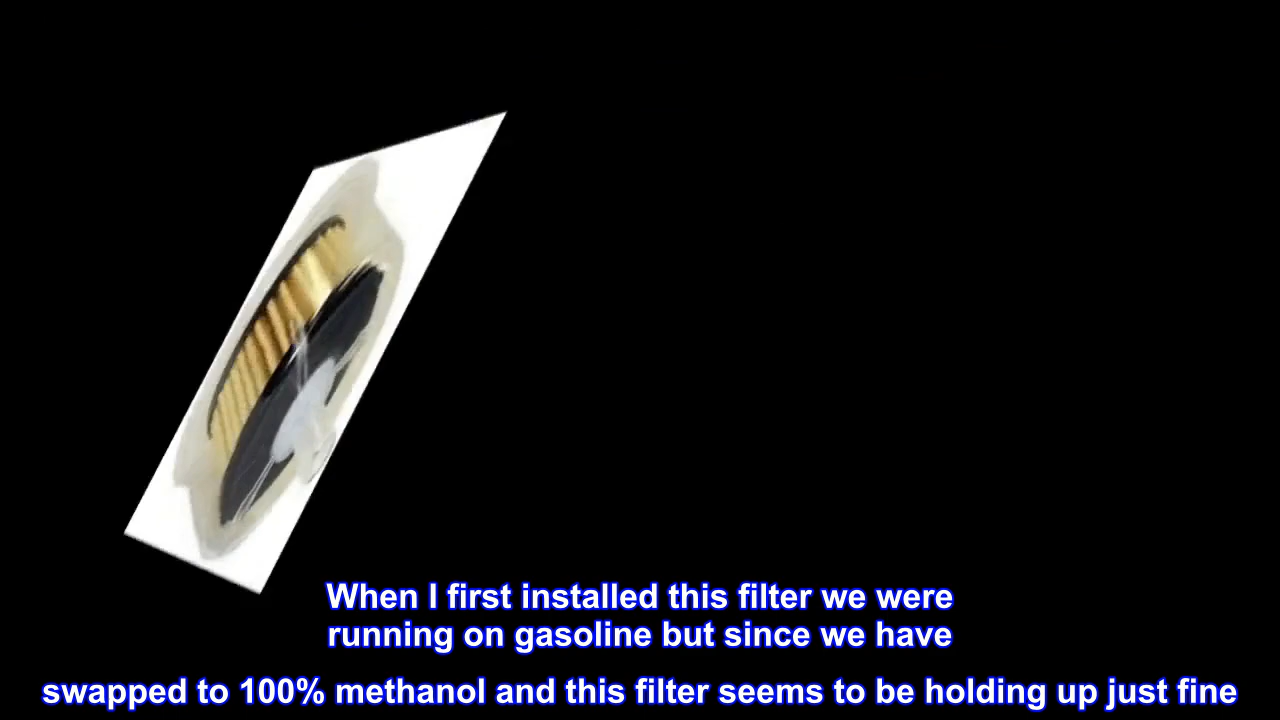 When I first installed this filter we were
running on gasoline but since we have
swapped to 100% methanol and this filter seems to be holding up just fine